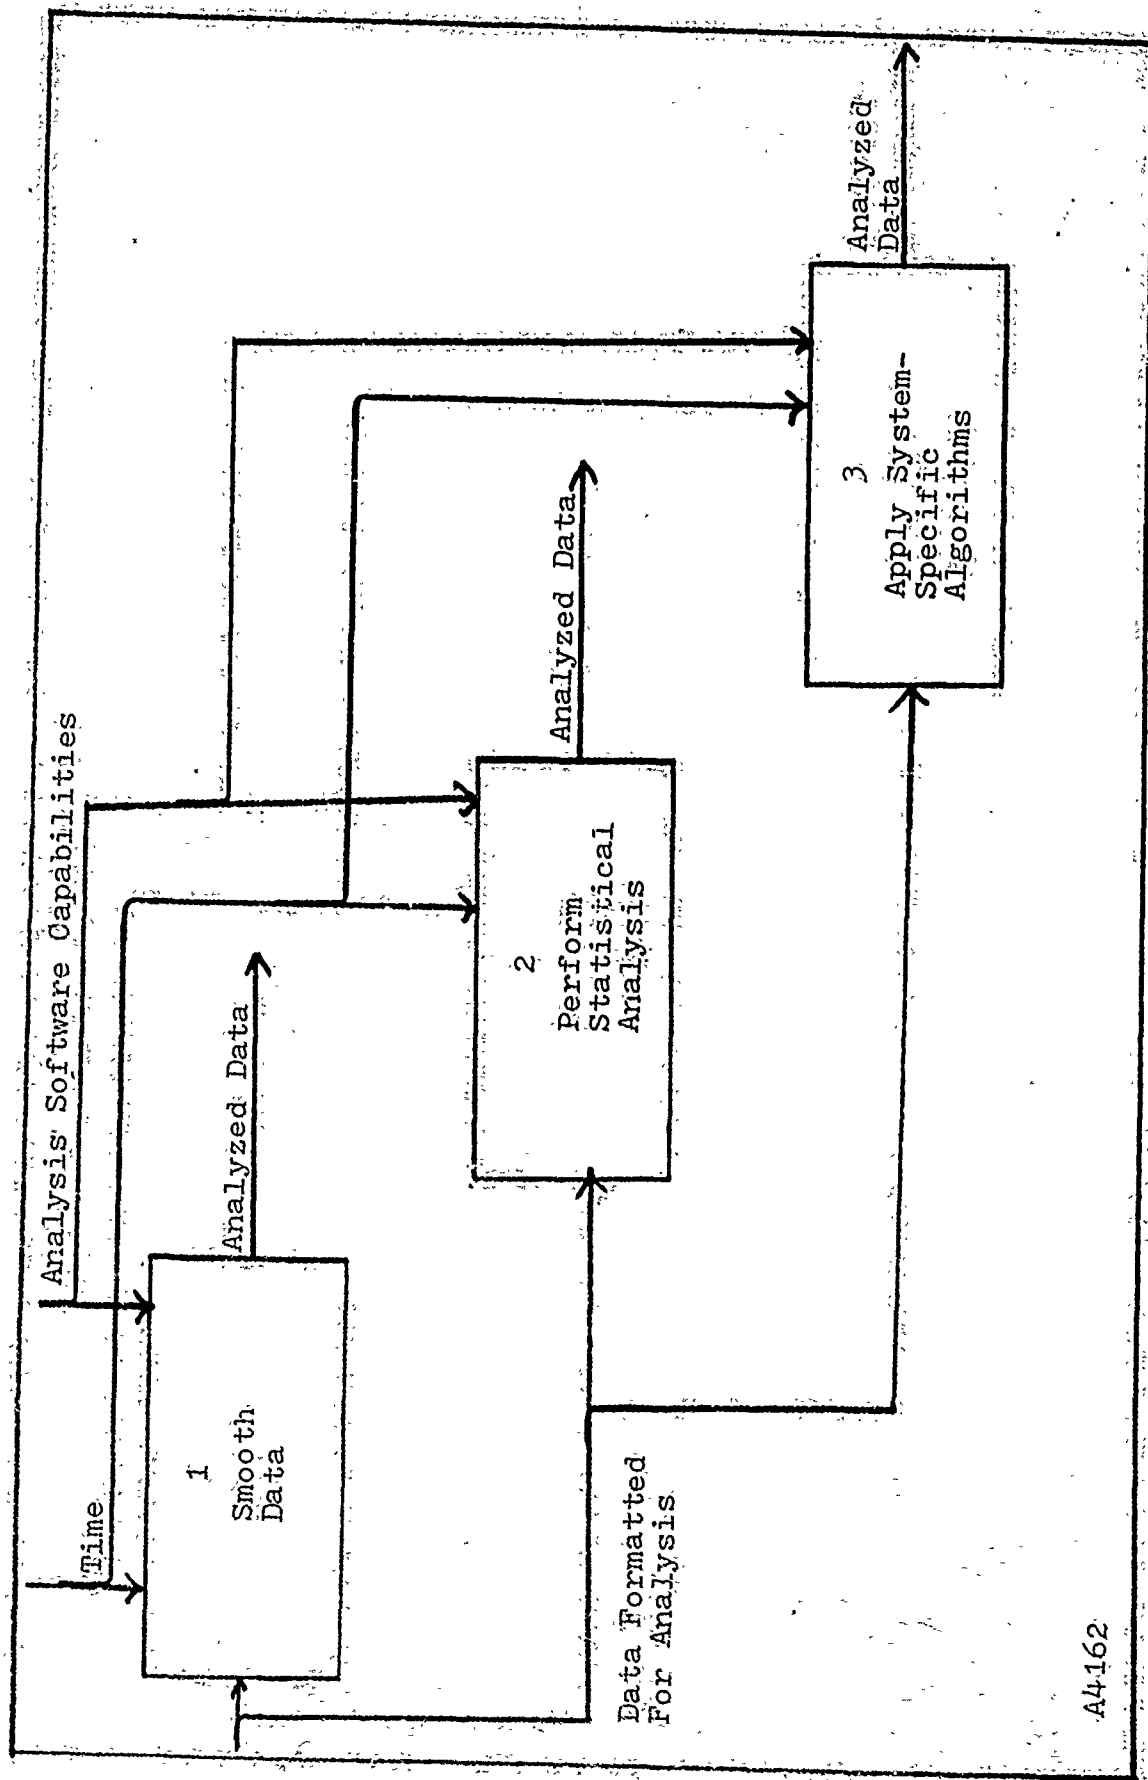 Analysis Software Capabilities
Time
1
Smooth
Data
Analyzed Data
2
Perform
Statistical
Analysis
Analyzed Data
3
Apply System-
Specific
Algorithms
Analyzed
Data
Data Formatted
For Analysis
A4162